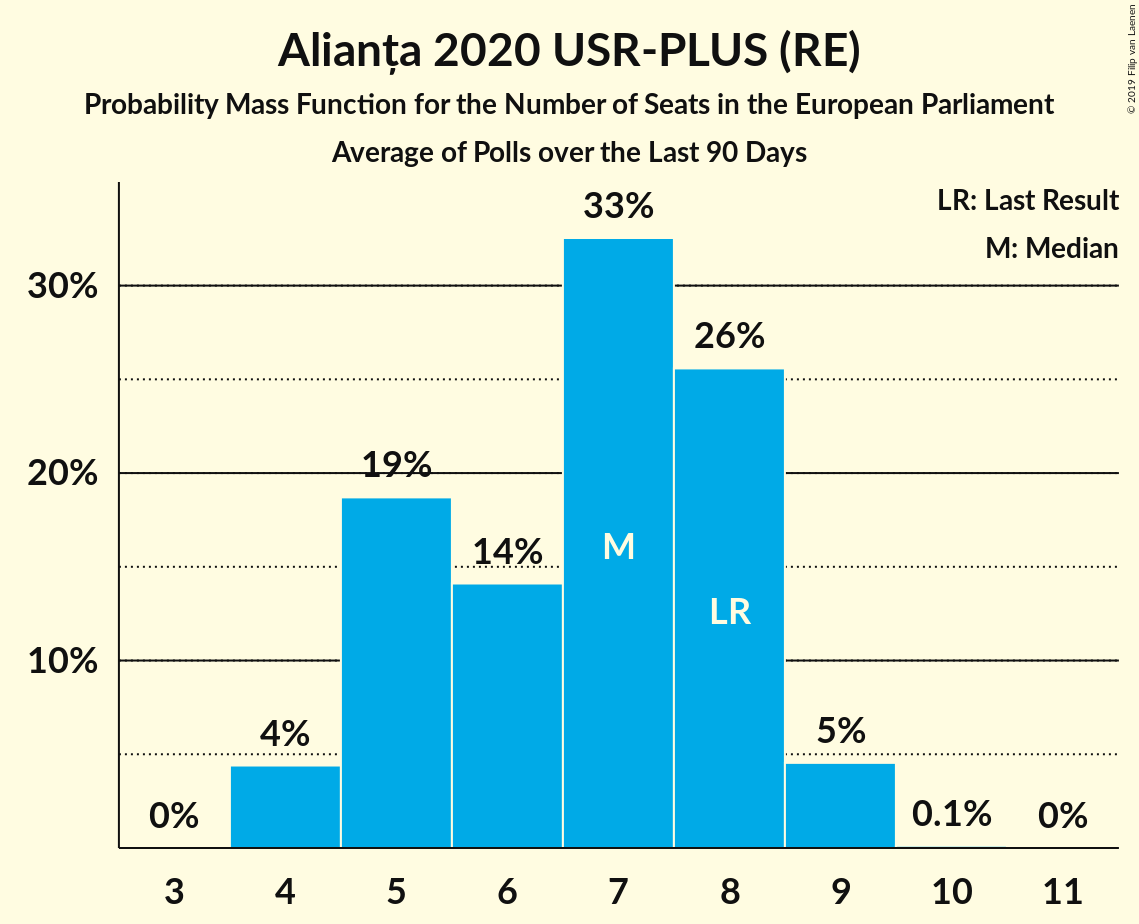 Alianța 2020 USR-PLUS (RE)
Probability Mass Function for the Number of Seats in the European Parliament
Average of Polls over the Last 90 Days
© 2019 Filip van Laenen
LR: Last Result
M: Median
33%
30%
26%
20%
19%
14%
M
LR
10%
4%
5%
0%
0.1%
0%
3 4 5 6 7 8 9 10 11